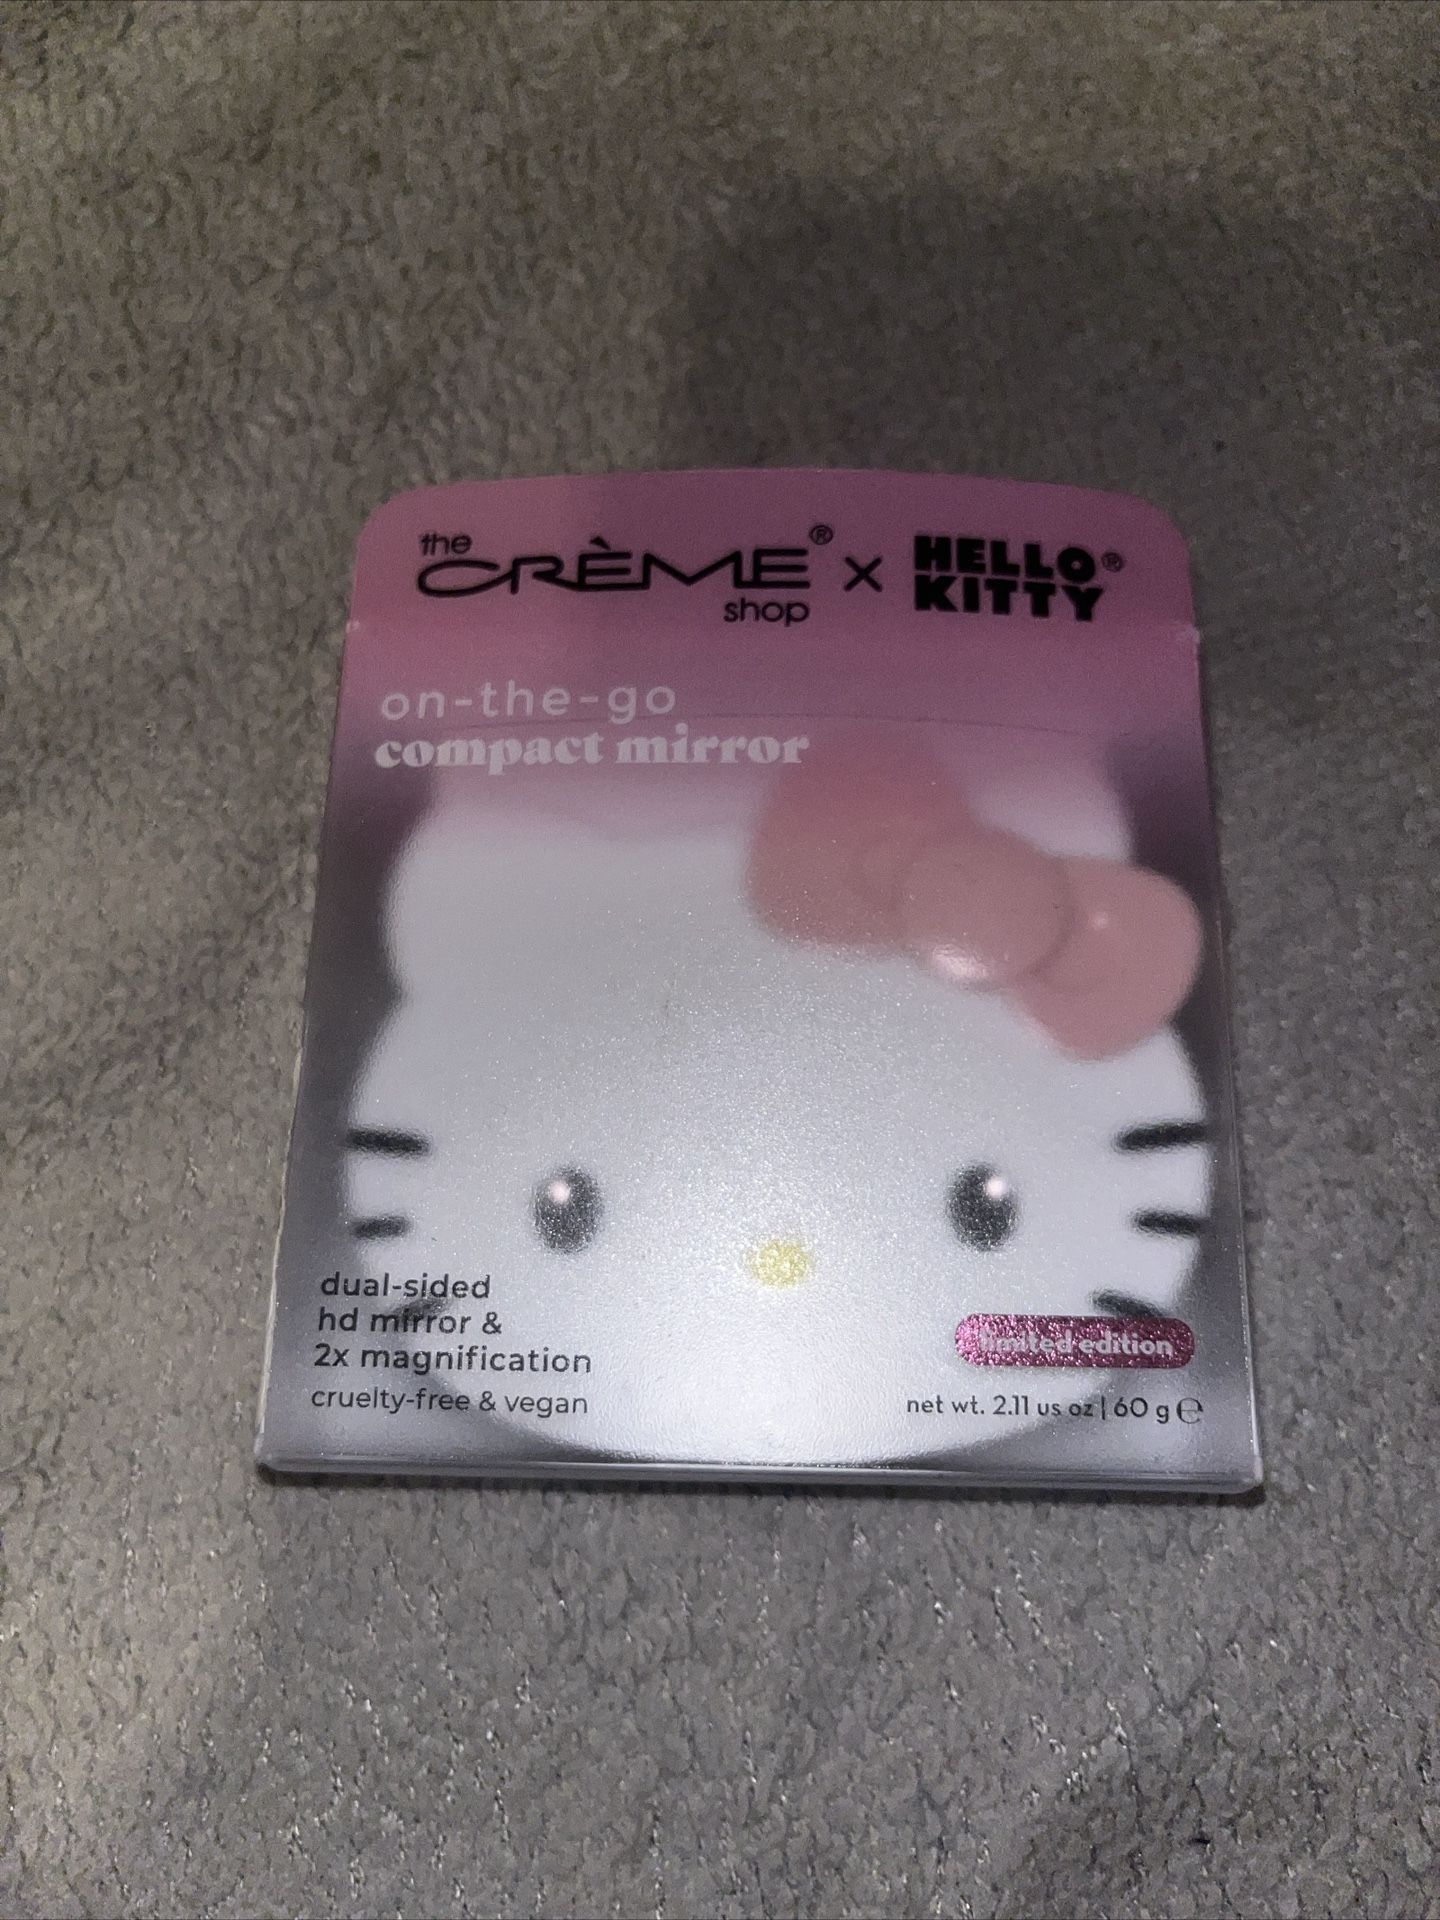 the
CRÈME®
shop
x
HELLO®
KITTY
on-the-go
compact mirror
dual-sided
hd mirror &
2x magnification
cruelty-free & vegan
limited edition
net wt. 2.11 us oz | 60 g ℮